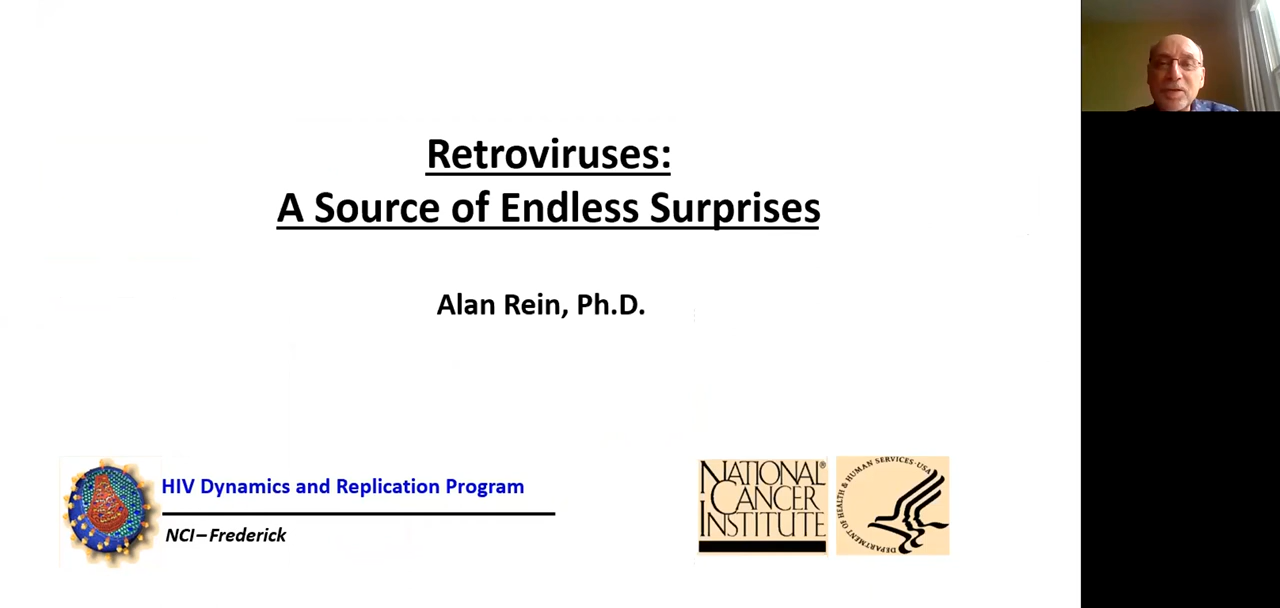 Retroviruses:
A Source of Endless Surprises
Alan Rein, Ph.D.
HIV Dynamics and Replication Program
NCI–Frederick
NATIONAL®
CANCER
INSTITUTE
DEPARTMENT OF HEALTH & HUMAN SERVICES·USA